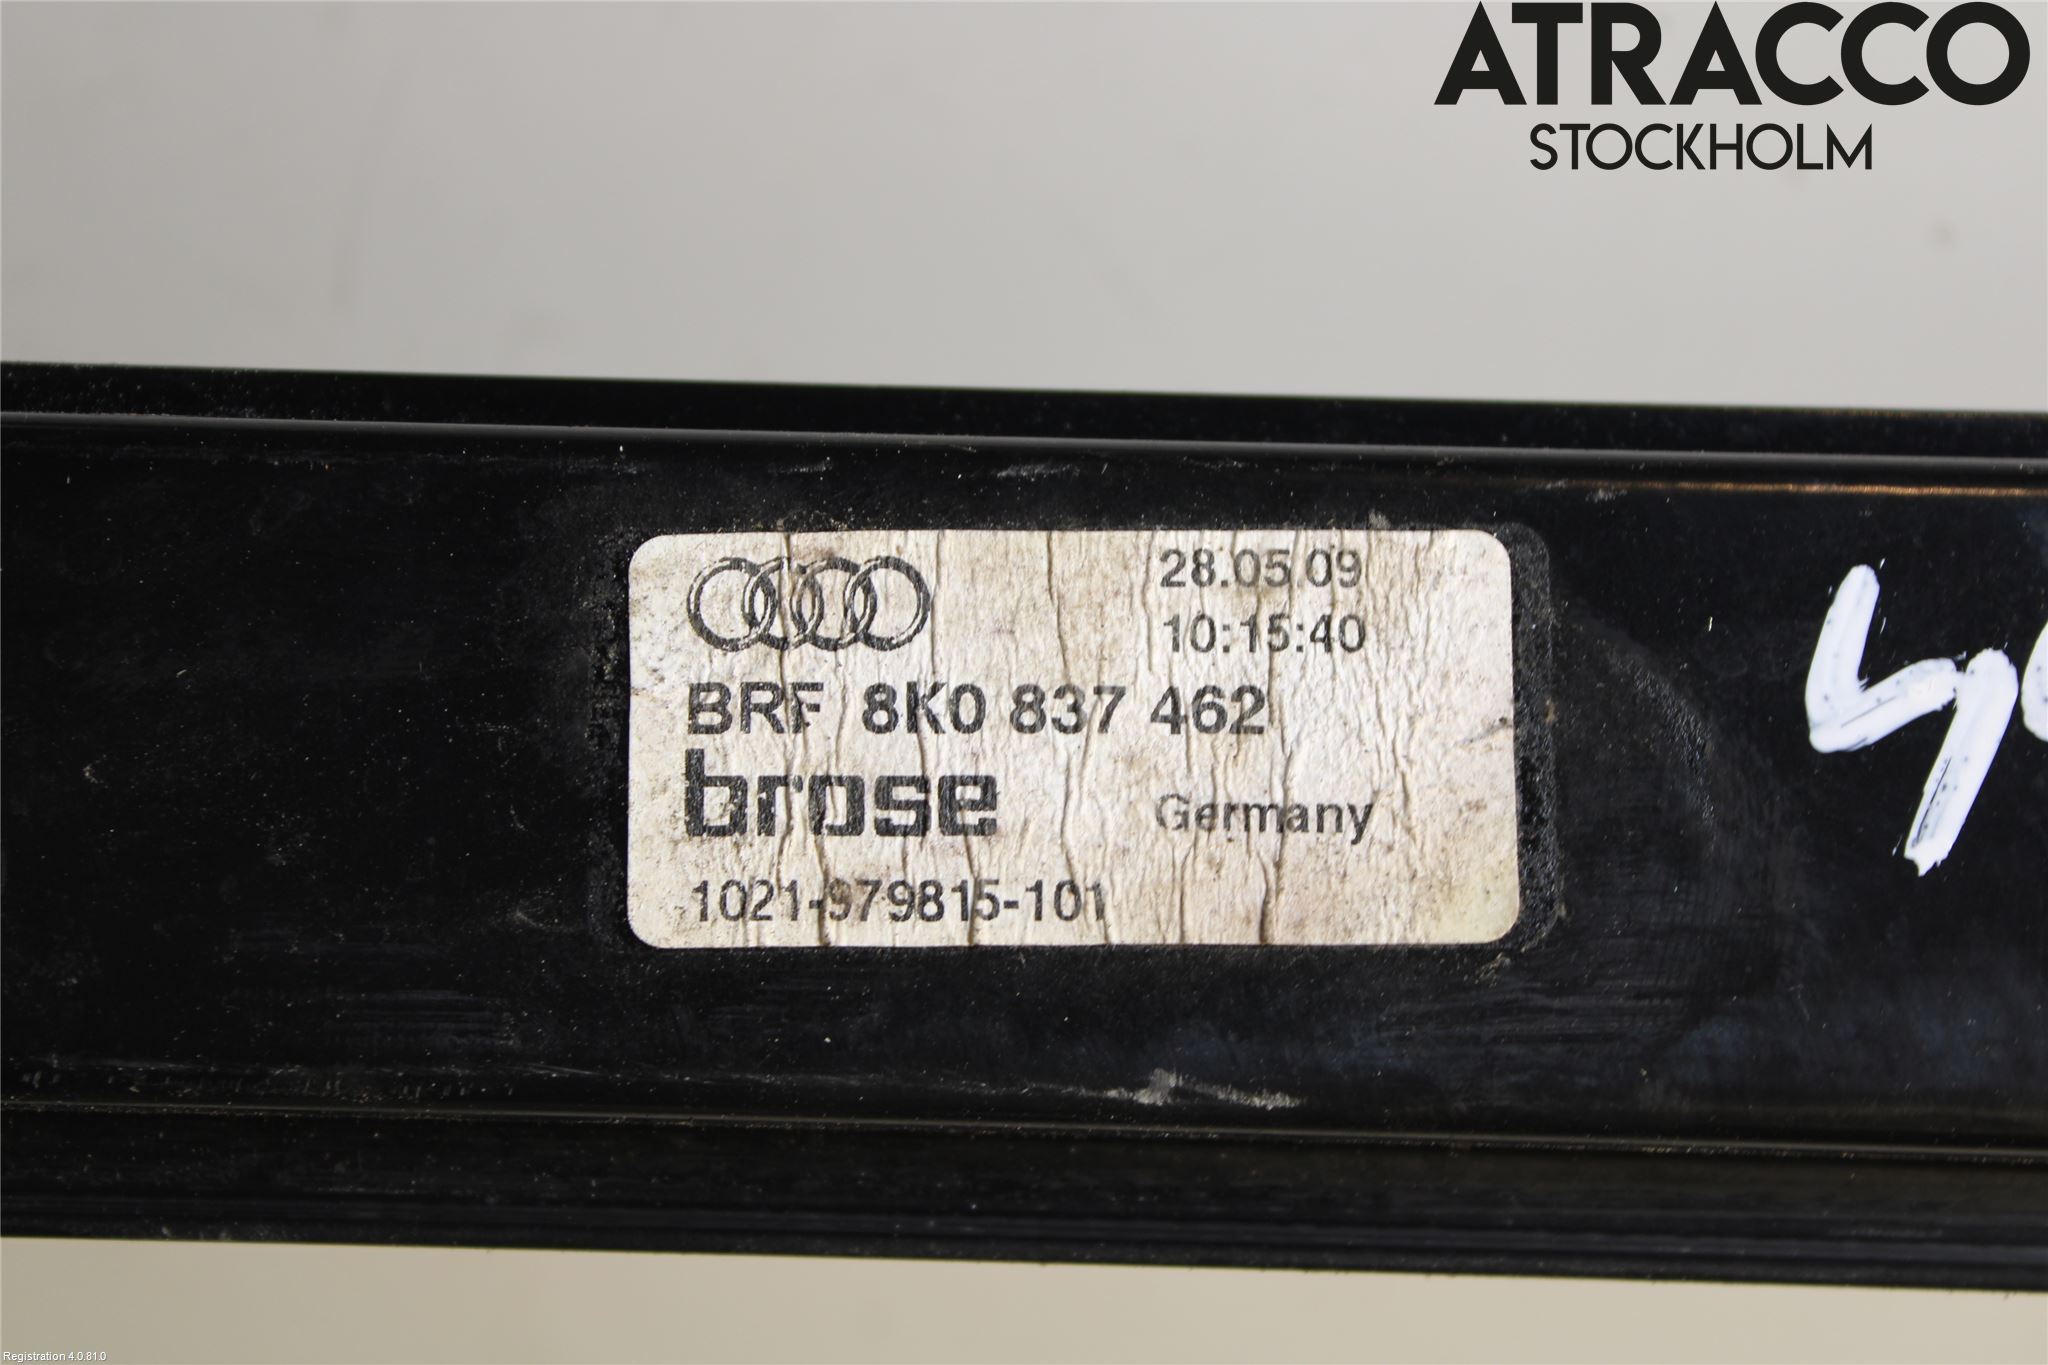 ATRACCO
STOCKHOLM
28.05.09
10:15:40
BRF 8K0 837 462
brose
Germany
1021-979815-101
Registration 4.0.81.0